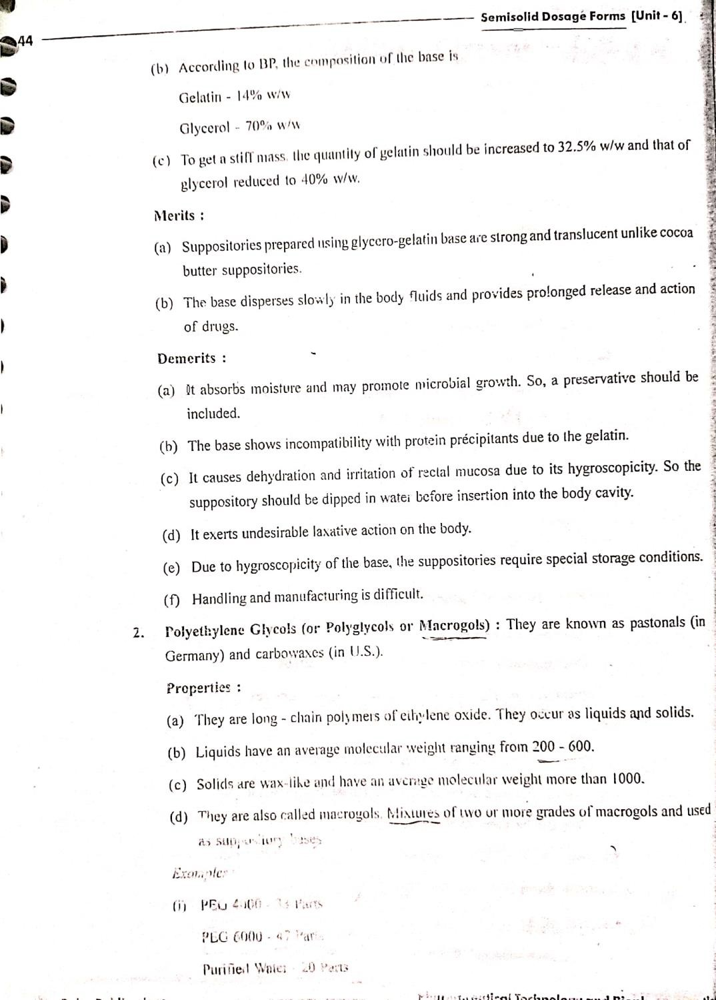 Semisolid Dosage Forms [Unit - 6]
44
(b) According to BP, the composition of the base is
Gelatin - 14% w/w
Glycerol - 70% w/w
(c) To get a stiff mass, the quantity of gelatin should be increased to 32.5% w/w and that of
glycerol reduced to 40% w/w.
Merits :
(a) Suppositories prepared using glycero-gelatin base are strong and translucent unlike cocoa
butter suppositories.
(b) The base disperses slowly in the body fluids and provides prolonged release and action
of drugs.
Demerits :
(a) It absorbs moisture and may promote microbial growth. So, a preservative should be
included.
(b) The base shows incompatibility with protein precipitants due to the gelatin.
(c) It causes dehydration and irritation of rectal mucosa due to its hygroscopicity. So the
suppository should be dipped in water before insertion into the body cavity.
(d) It exerts undesirable laxative action on the body.
(e) Due to hygroscopicity of the base, the suppositories require special storage conditions.
(f) Handling and manufacturing is difficult.
2. Polyethylene Glycols (or Polyglycols or Macrogols) : They are known as pastonals (in
Germany) and carbowaxes (in U.S.).
Properties :
(a) They are long - chain polymers of ethylene oxide. They occur as liquids and solids.
(b) Liquids have an average molecular weight ranging from 200 - 600.
(c) Solids are wax-like and have an average molecular weight more than 1000.
(d) They are also called macrogols. Mixtures of two or more grades of macrogols and used
as suppository bases
Examples
(i) PEG - 33 Parts
PEG 6000 - 47 Parts
Purified Water - 20 Parts